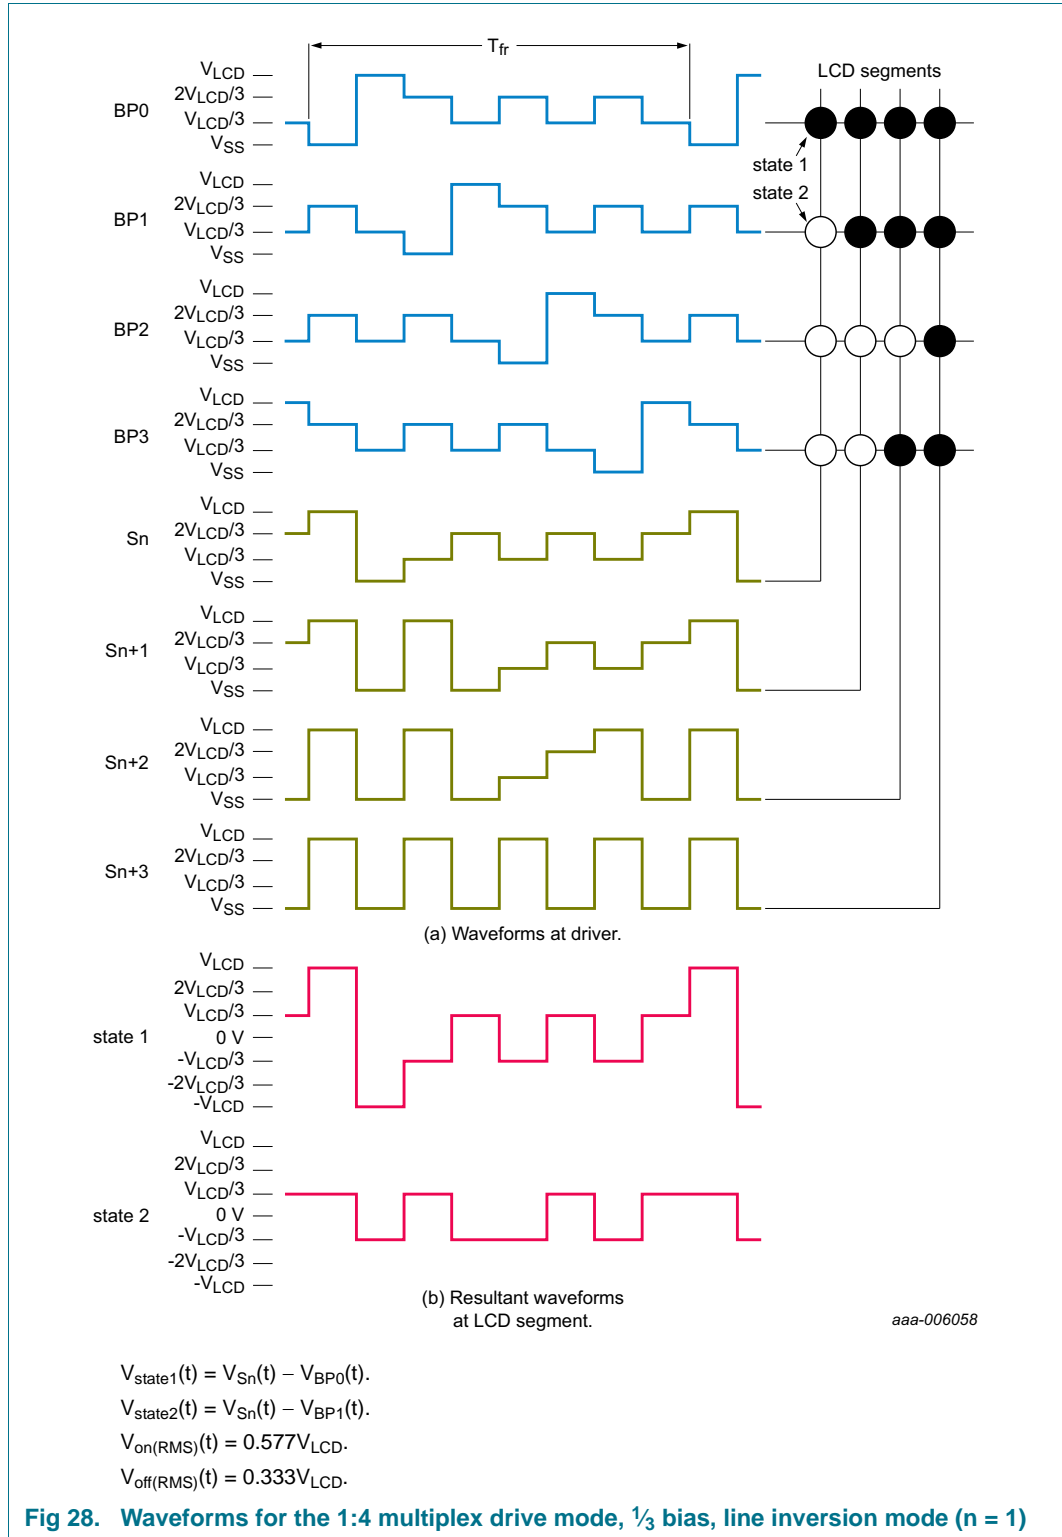 Tfr
VLCD
2VLCD/3
BP0
VLCD/3
VSS
LCD segments
state 1
VLCD
2VLCD/3
BP1
VLCD/3
VSS
state 2
VLCD
2VLCD/3
BP2
VLCD/3
VSS
VLCD
2VLCD/3
BP3
VLCD/3
VSS
VLCD
2VLCD/3
Sn
VLCD/3
VSS
VLCD
2VLCD/3
Sn+1
VLCD/3
VSS
VLCD
2VLCD/3
Sn+2
VLCD/3
VSS
VLCD
2VLCD/3
Sn+3
VLCD/3
VSS
(a) Waveforms at driver.
VLCD
2VLCD/3
VLCD/3
state 1
0 V
-VLCD/3
-2VLCD/3
-VLCD
VLCD
2VLCD/3
VLCD/3
state 2
0 V
-VLCD/3
-2VLCD/3
-VLCD
(b) Resultant waveforms
at LCD segment.
aaa-006058
Vstate1(t) = VSn(t) − VBP0(t).
Vstate2(t) = VSn(t) − VBP1(t).
Von(RMS)(t) = 0.577VLCD.
Voff(RMS)(t) = 0.333VLCD.
Fig 28. Waveforms for the 1:4 multiplex drive mode, 1⁄3 bias, line inversion mode (n = 1)